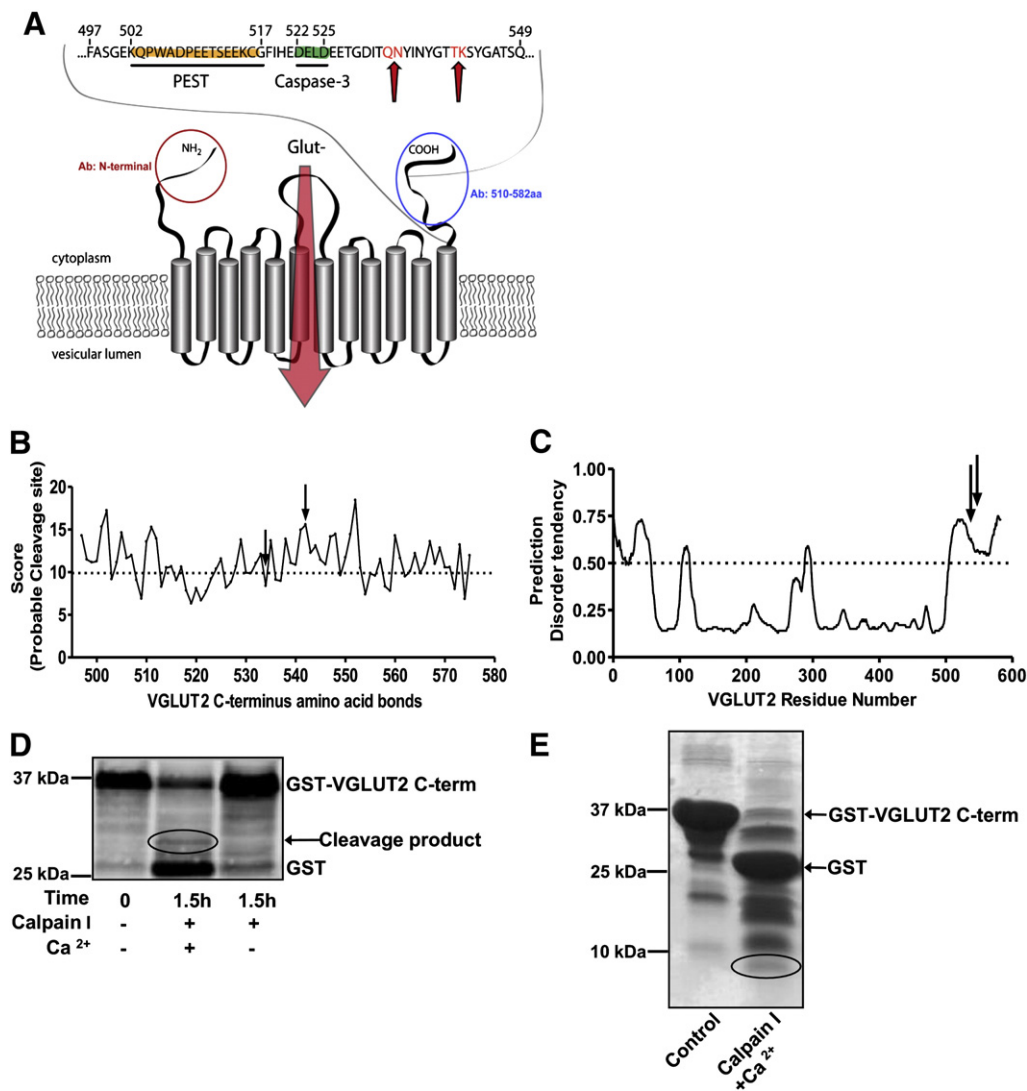 A
497 502 517 522 525 549
...FASGEKQPWADPEETSEEKCGFIHEDELDEETGDITQNYINYGTTKSYGATSQ...
PEST
Caspase-3
NH2
Glut-
COOH
Ab: N-terminal
Ab: 510-582aa
cytoplasm
vesicular lumen
B
Score
(Probable Cleavage site)
20
15
10
5
0
500 510 520 530 540 550 560 570 580
VGLUT2 C-terminus amino acid bonds
C
Prediction
Disorder tendency
1.00
0.75
0.50
0.25
0
0 100 200 300 400 500 600
VGLUT2 Residue Number
D
37 kDa
GST-VGLUT2 C-term
Cleavage product
25 kDa
GST
Time 0 1.5h 1.5h
Calpain I - + +
Ca 2+ - + -
E
37 kDa
GST-VGLUT2 C-term
25 kDa
GST
10 kDa
Control
Calpain I
+Ca 2+